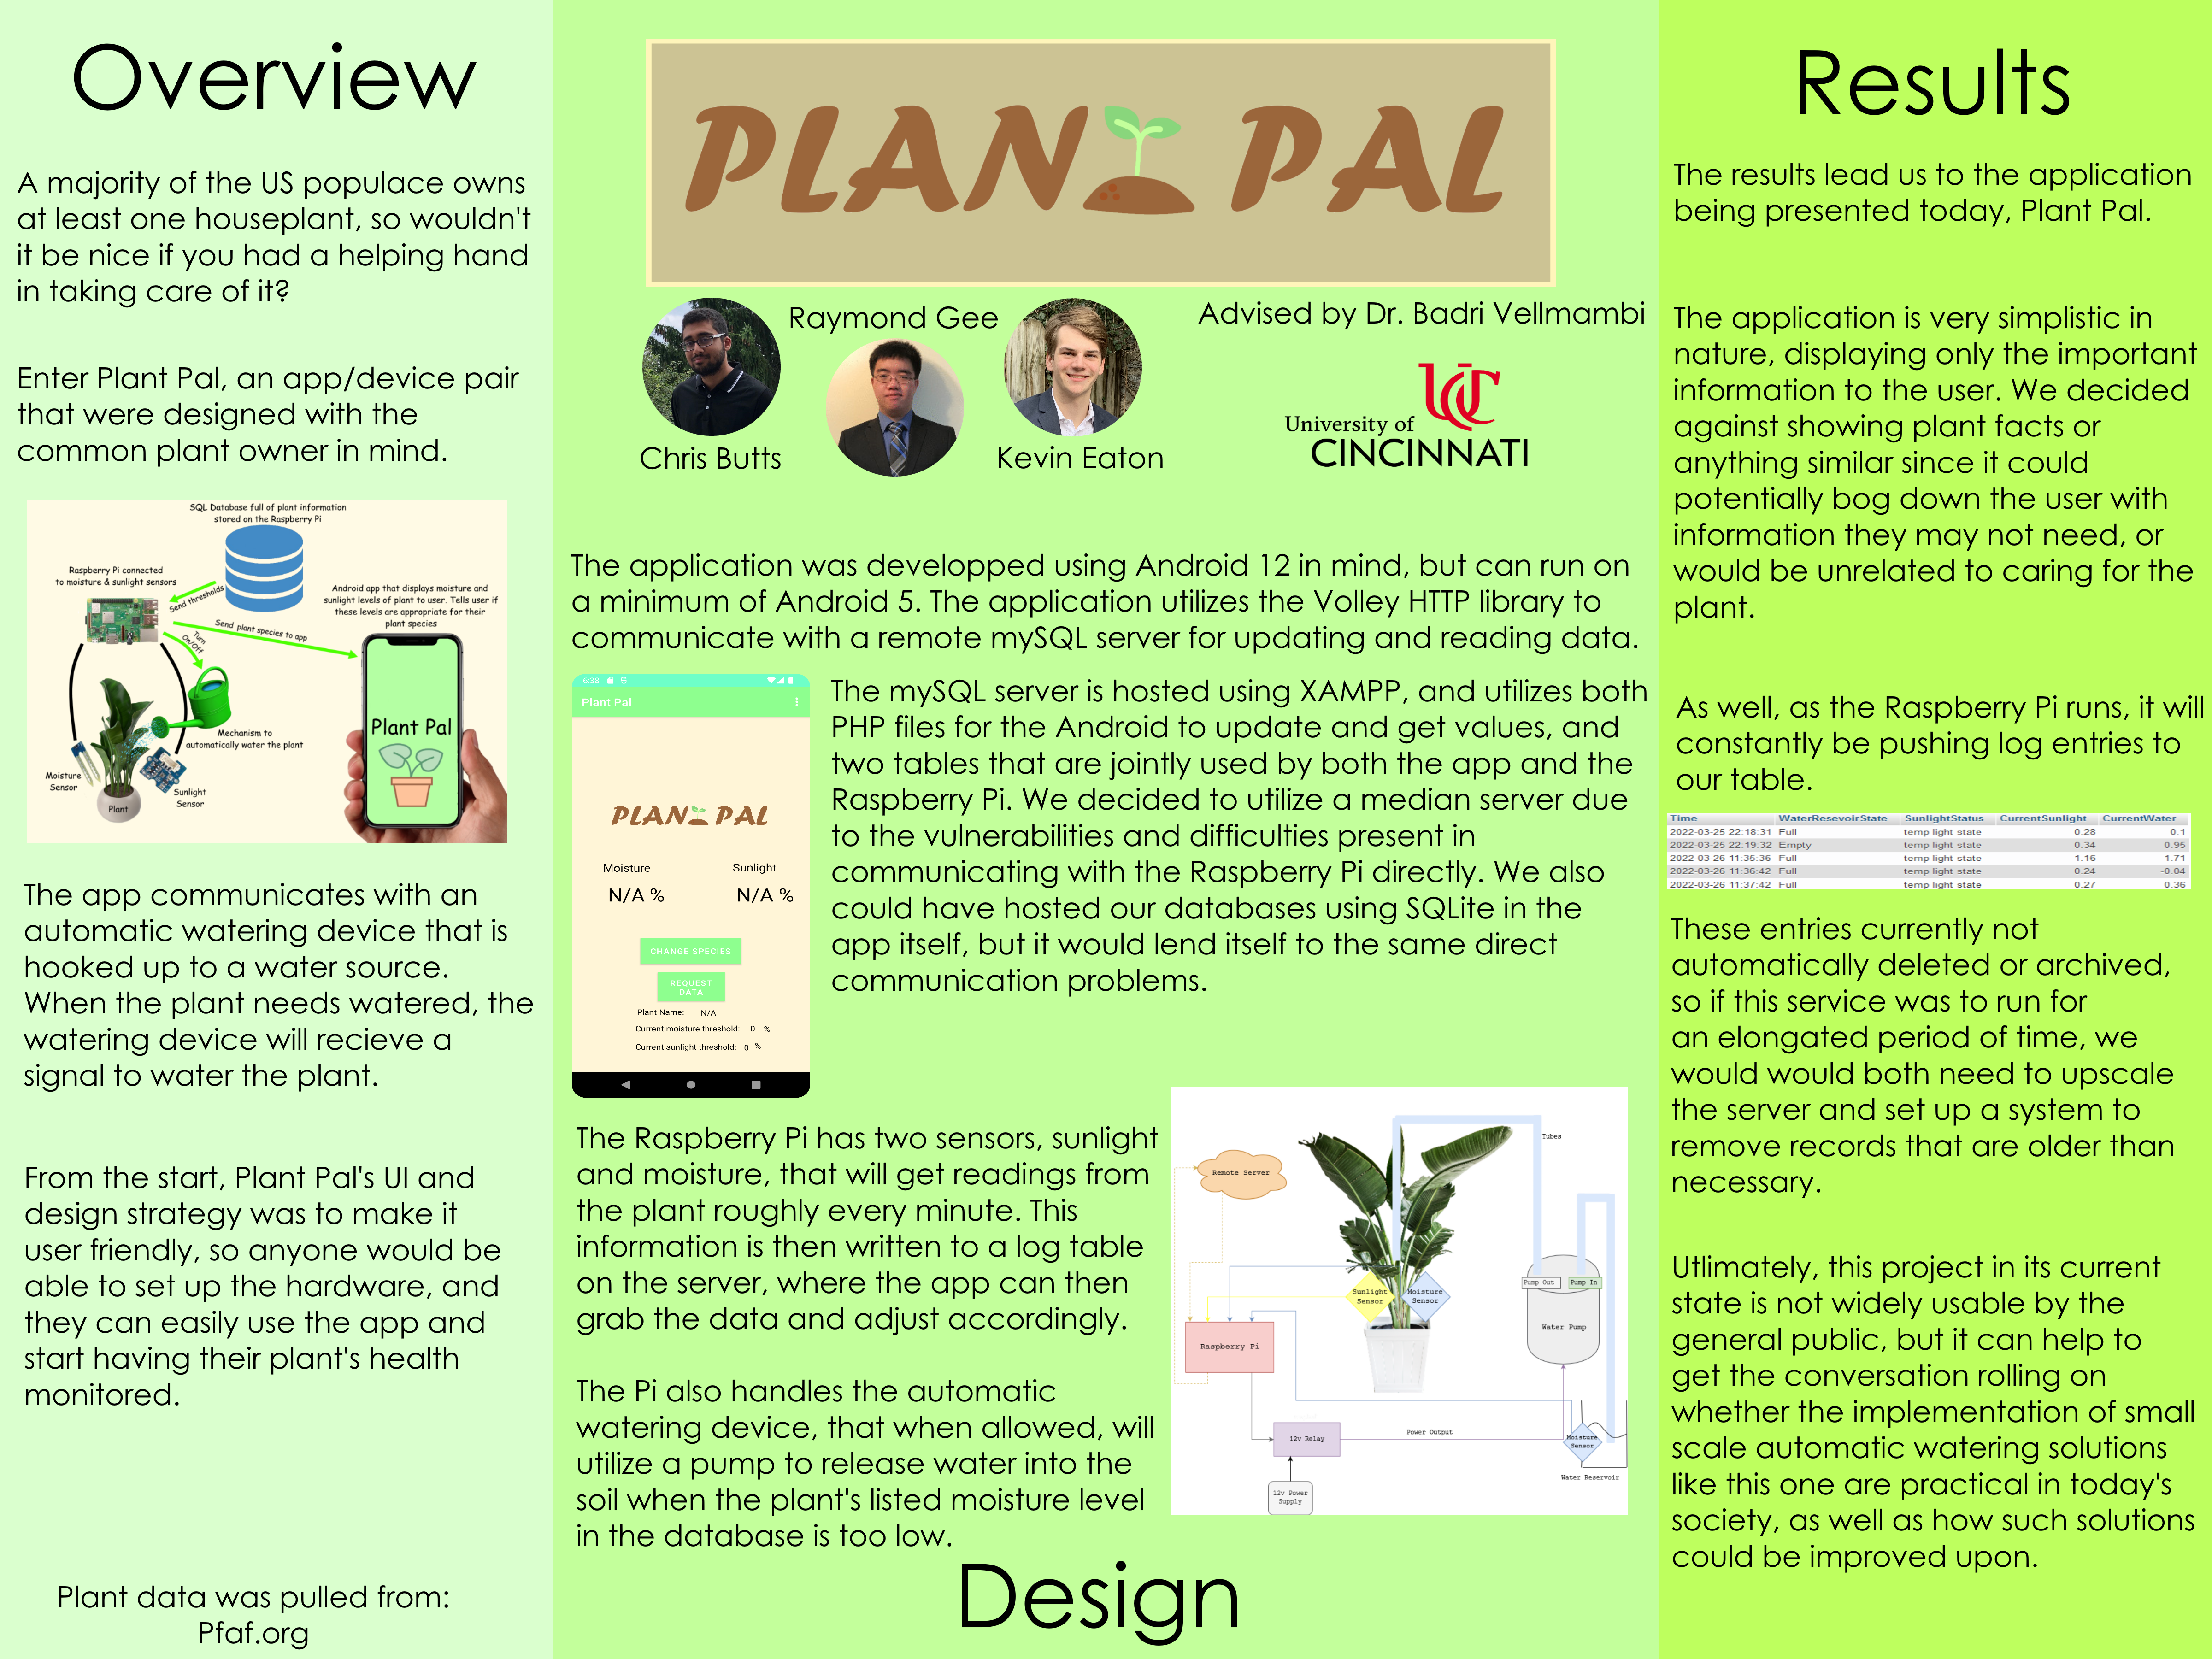 Overview
A majority of the US populace owns
at least one houseplant, so wouldn't
it be nice if you had a helping hand
in taking care of it?
Enter Plant Pal, an app/device pair
that were designed with the
common plant owner in mind.
SQL Database full of plant information
stored on the Raspberry Pi
Raspberry Pi connected
to moisture & sunlight sensors
Send thresholds
Android app that displays moisture and
sunlight levels of plant to user. Tells user if
these levels are appropriate for their
plant species
Send plant species to app
Turn
On/Off
Plant Pal
Mechanism to
automatically water the plant
Moisture
Sensor
Sunlight
Sensor
Plant
The app communicates with an
automatic watering device that is
hooked up to a water source.
When the plant needs watered, the
watering device will recieve a
signal to water the plant.
From the start, Plant Pal's UI and
design strategy was to make it
user friendly, so anyone would be
able to set up the hardware, and
they can easily use the app and
start having their plant's health
monitored.
Plant data was pulled from:
Pfaf.org
PLAN PAL
Raymond Gee
Chris Butts
Kevin Eaton
Advised by Dr. Badri Vellmambi
UC
University of
CINCINNATI
The application was developped using Android 12 in mind, but can run on
a minimum of Android 5. The application utilizes the Volley HTTP library to
communicate with a remote mySQL server for updating and reading data.
6:38
Plant Pal
PLAN PAL
Moisture Sunlight
N/A % N/A %
CHANGE SPECIES
REQUEST
DATA
Plant Name: N/A
Current moisture threshold: 0 %
Current sunlight threshold: 0 %
The mySQL server is hosted using XAMPP, and utilizes both
PHP files for the Android to update and get values, and
two tables that are jointly used by both the app and the
Raspberry Pi. We decided to utilize a median server due
to the vulnerabilities and difficulties present in
communicating with the Raspberry Pi directly. We also
could have hosted our databases using SQLite in the
app itself, but it would lend itself to the same direct
communication problems.
The Raspberry Pi has two sensors, sunlight
and moisture, that will get readings from
the plant roughly every minute. This
information is then written to a log table
on the server, where the app can then
grab the data and adjust accordingly.
The Pi also handles the automatic
watering device, that when allowed, will
utilize a pump to release water into the
soil when the plant's listed moisture level
in the database is too low.
Tubes
Remote Server
Pump Out Pump In
Sunlight
Sensor
Moisture
Sensor
Water Pump
Raspberry Pi
12v Relay
Power Output
Moisture
Sensor
Water Reservoir
12v Power
Supply
Design
Results
The results lead us to the application
being presented today, Plant Pal.
The application is very simplistic in
nature, displaying only the important
information to the user. We decided
against showing plant facts or
anything similar since it could
potentially bog down the user with
information they may not need, or
would be unrelated to caring for the
plant.
As well, as the Raspberry Pi runs, it will
constantly be pushing log entries to
our table.
Time WaterResevoirState SunlightStatus CurrentSunlight CurrentWater
2022-03-25 22:18:31 Full temp light state 0.28 0.1
2022-03-25 22:19:32 Empty temp light state 0.34 0.95
2022-03-26 11:35:36 Full temp light state 1.16 1.71
2022-03-26 11:36:42 Full temp light state 0.24 -0.04
2022-03-26 11:37:42 Full temp light state 0.27 0.36
These entries currently not
automatically deleted or archived,
so if this service was to run for
an elongated period of time, we
would would both need to upscale
the server and set up a system to
remove records that are older than
necessary.
Utlimately, this project in its current
state is not widely usable by the
general public, but it can help to
get the conversation rolling on
whether the implementation of small
scale automatic watering solutions
like this one are practical in today's
society, as well as how such solutions
could be improved upon.